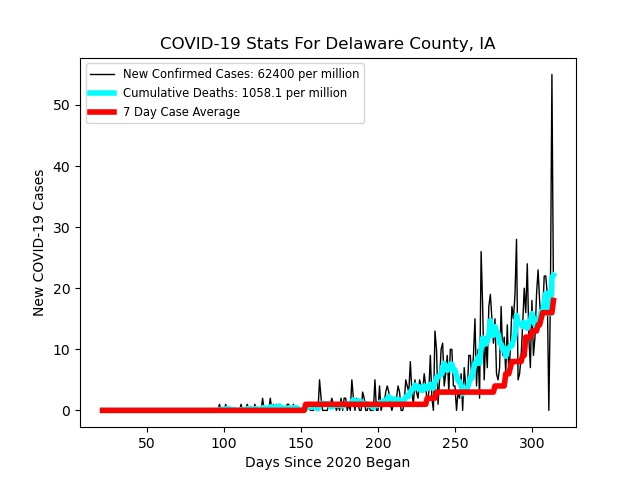 COVID-19 Stats For Delaware County, IA
New Confirmed Cases: 62400 per million
Cumulative Deaths: 1058.1 per million
7 Day Case Average
New COVID-19 Cases
50
40
30
20
10
0
50 100 150 200 250 300
Days Since 2020 Began